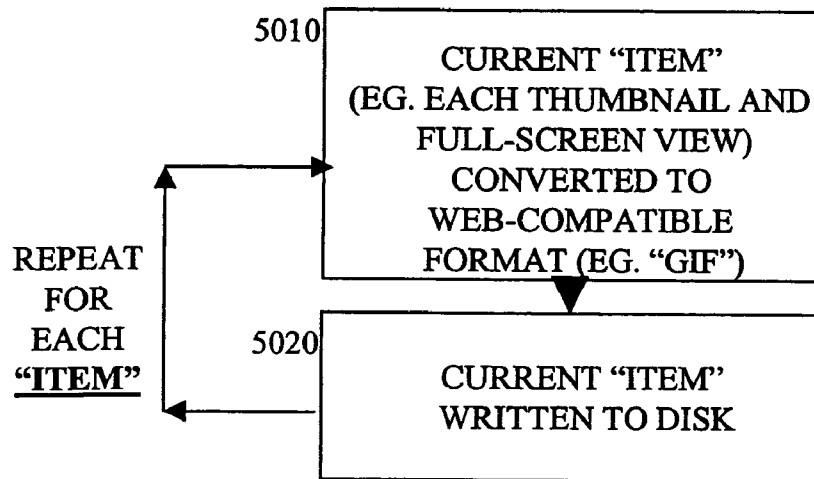 5010
CURRENT “ITEM”
(EG. EACH THUMBNAIL AND
FULL-SCREEN VIEW)
CONVERTED TO
WEB-COMPATIBLE
FORMAT (EG. “GIF”)
REPEAT
FOR
EACH
“ITEM”
5020
CURRENT “ITEM”
WRITTEN TO DISK